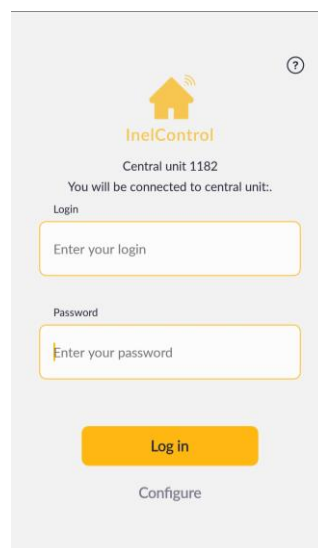 ?
InelControl
Central unit 1182
You will be connected to central unit:.
Login
Enter your login
Password
Enter your password
Log in
Configure